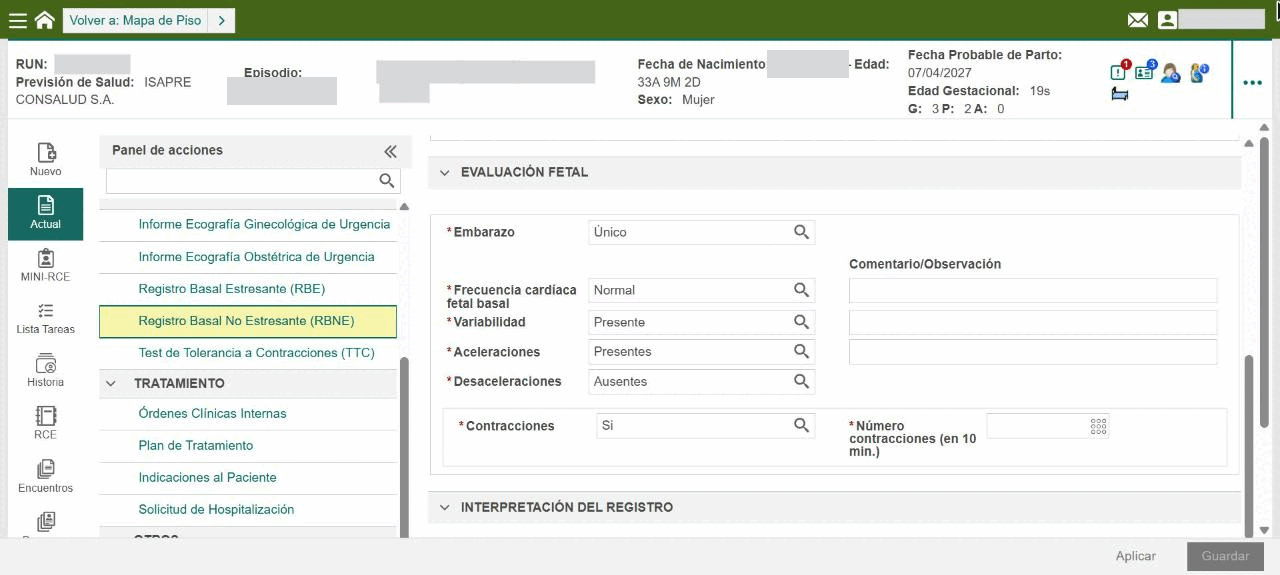 Volver a: Mapa de Piso
RUN:
Previsión de Salud: ISAPRE
CONSALUD S.A.
Episodio:
Fecha de Nacimiento - Edad:
33A 9M 2D
Sexo: Mujer
Fecha Probable de Parto:
07/04/2027
Edad Gestacional: 19s
G: 3 P: 2 A: 0
1
3
Nuevo
Actual
MINI-RCE
Lista Tareas
Historia
RCE
Encuentros
Panel de acciones
Informe Ecografía Ginecológica de Urgencia
Informe Ecografía Obstétrica de Urgencia
Registro Basal Estresante (RBE)
Registro Basal No Estresante (RBNE)
Test de Tolerancia a Contracciones (TTC)
TRATAMIENTO
Órdenes Clínicas Internas
Plan de Tratamiento
Indicaciones al Paciente
Solicitud de Hospitalización
OTROS
EVALUACIÓN FETAL
*Embarazo Único
Comentario/Observación
*Frecuencia cardíaca
fetal basal
Normal
*Variabilidad Presente
*Aceleraciones Presentes
*Desaceleraciones Ausentes
*Contracciones Si
*Número
contracciones (en 10
min.)
INTERPRETACIÓN DEL REGISTRO
Aplicar
Guardar